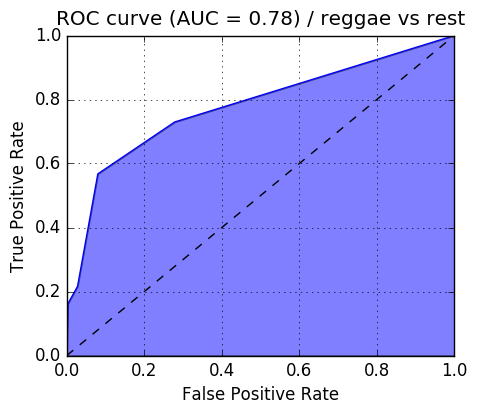 ROC curve (AUC = 0.78) / reggae vs rest
1.0
0.8
0.6
0.4
0.2
0.0
True Positive Rate
0.0 0.2 0.4 0.6 0.8 1.0
False Positive Rate